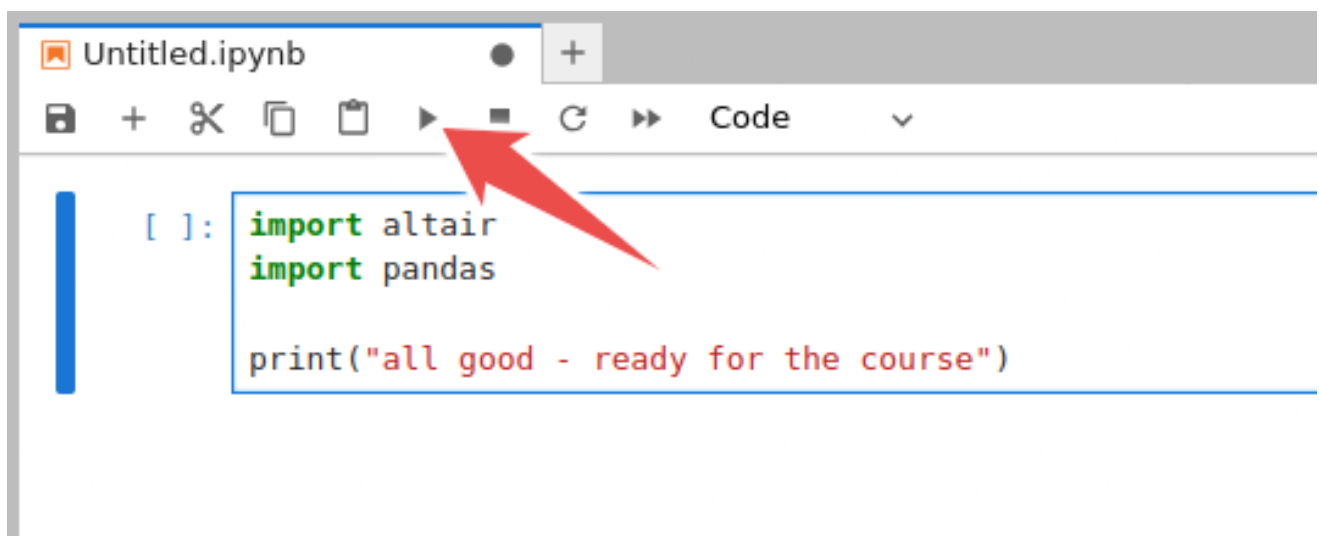 Untitled.ipynb
Code
[ ]:
import altair
import pandas
print("all good - ready for the course")